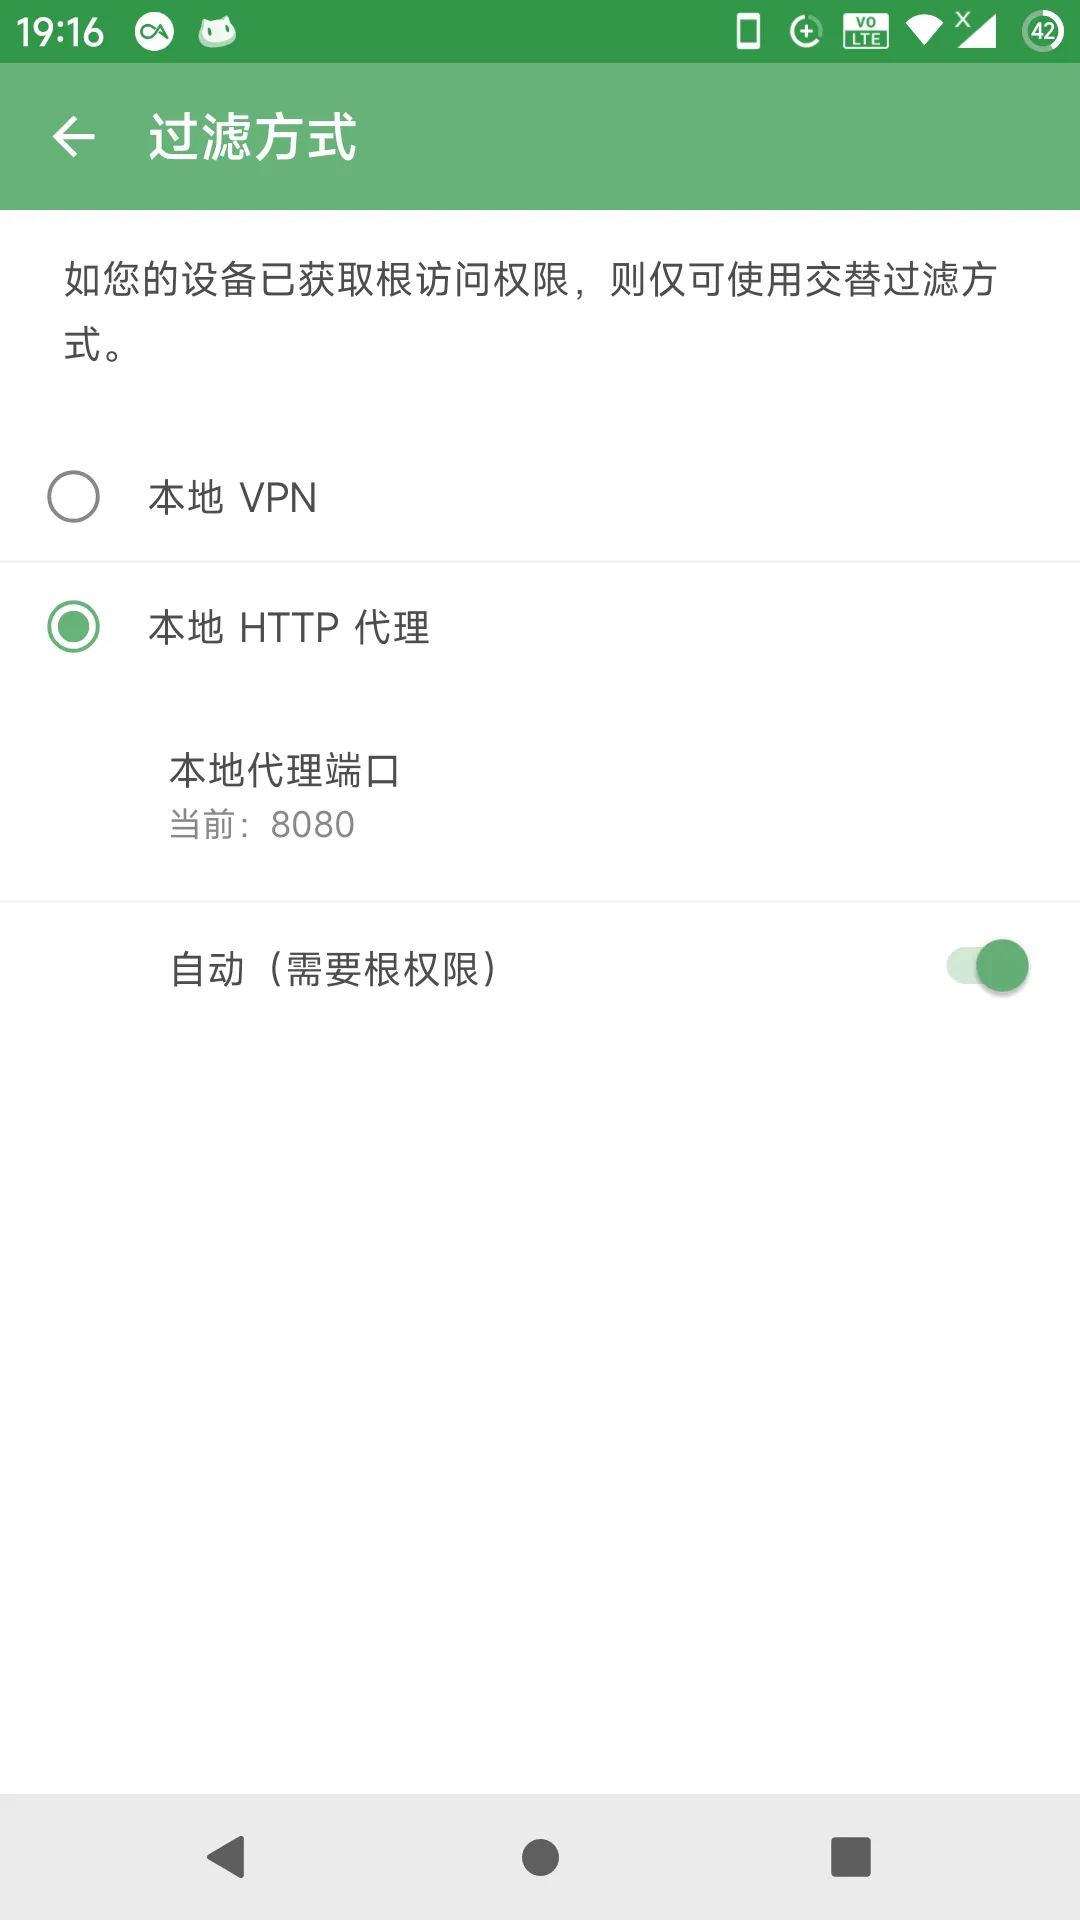 19:16
VO
LTE
X
42
过滤方式
如您的设备已获取根访问权限，则仅可使用交替过滤方
式。
本地 VPN
本地 HTTP 代理
本地代理端口
当前：8080
自动（需要根权限）